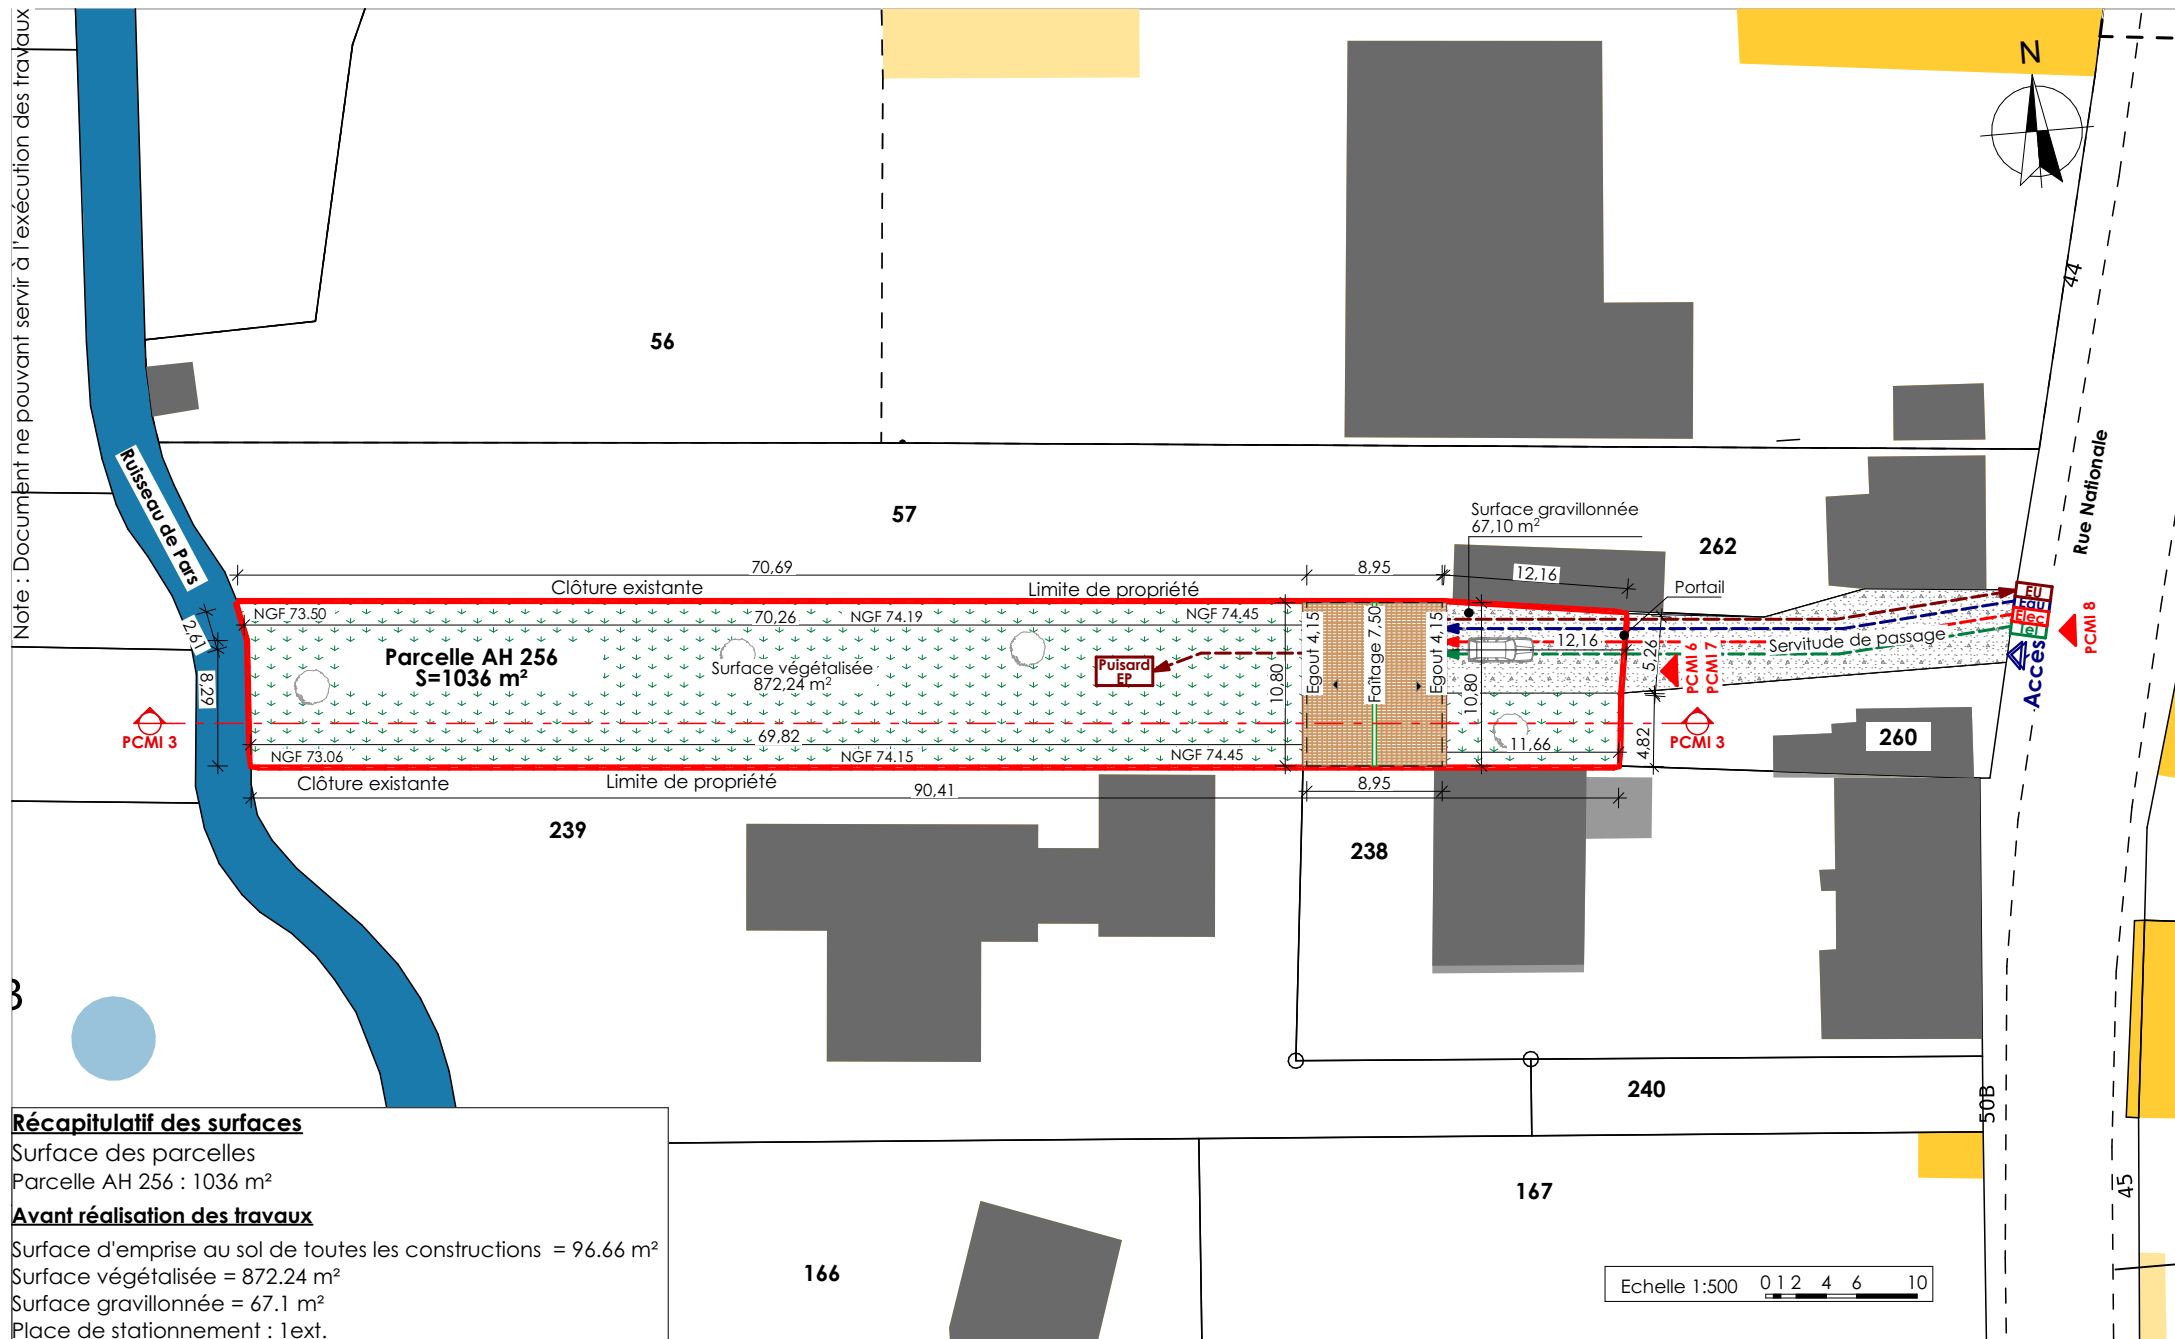 Note : Document ne pouvant servir à l'exécution des travaux
N
44
56
Ruisseau de Pars
57
Surface gravillonnée
67,10 m²
262
Rue Nationale
70,69
8,95
12,16
Clôture existante
Limite de propriété
Portail
NGF 73.50
70,26
NGF 74.19
NGF 74.45
2,61
8,29
Parcelle AH 256
S=1036 m²
Surface végétalisée
872,24 m²
Puisard
EP
10,80
Egout 4,15
Faîtage 7,50
Egout 4,15
10,80
12,16
5,26
4,82
11,66
PCMI 6
PCMI 7
Servitude de passage
EU
Eau
Elec
Tel
PCMI 8
Accès
PCMI 3
PCMI 3
69,82
NGF 73.06
NGF 74.15
NGF 74.45
Clôture existante
Limite de propriété
90,41
8,95
260
239
238
240
50B
45
167
166
Récapitulatif des surfaces
Surface des parcelles
Parcelle AH 256 : 1036 m²
Avant réalisation des travaux
Surface d'emprise au sol de toutes les constructions = 96.66 m²
Surface végétalisée = 872.24 m²
Surface gravillonnée = 67.1 m²
Place de stationnement : 1ext.
Echelle 1:500
0 1 2 4 6 10